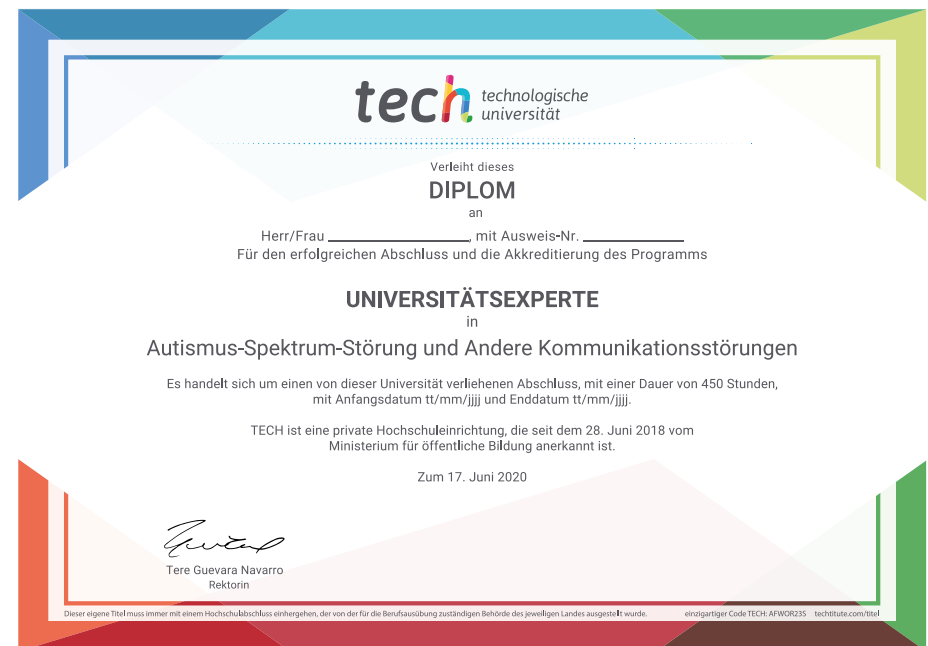 tech technologische
universität
Verleiht dieses
DIPLOM
an
Herr/Frau ____________________, mit Ausweis-Nr. ______________
Für den erfolgreichen Abschluss und die Akkreditierung des Programms
UNIVERSITÄTSEXPERTE
in
Autismus-Spektrum-Störung und Andere Kommunikationsstörungen
Es handelt sich um einen von dieser Universität verliehenen Abschluss, mit einer Dauer von 450 Stunden,
mit Anfangsdatum tt/mm/jjjj und Enddatum tt/mm/jjjj.
TECH ist eine private Hochschuleinrichtung, die seit dem 28. Juni 2018 vom
Ministerium für öffentliche Bildung anerkannt ist.
Zum 17. Juni 2020
Tere Guevara Navarro
Rektorin
Dieser eigene Titel muss immer mit einem Hochschulabschluss einhergehen, der von der für die Berufsausübung zuständigen Behörde des jeweiligen Landes ausgestellt wurde. einzigartiger Code TECH: AFWOR23S techtitute.com/titel